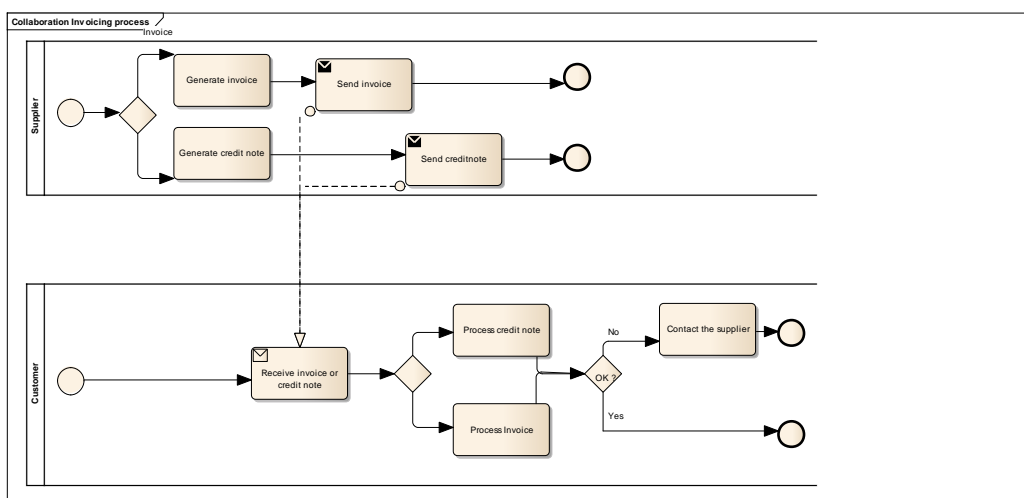 Collaboration Invoicing process
Invoice
Supplier
Generate invoice
Send invoice
Generate credit note
Send creditnote
Customer
Receive invoice or
credit note
Process credit note
Process Invoice
OK ?
No
Yes
Contact the supplier